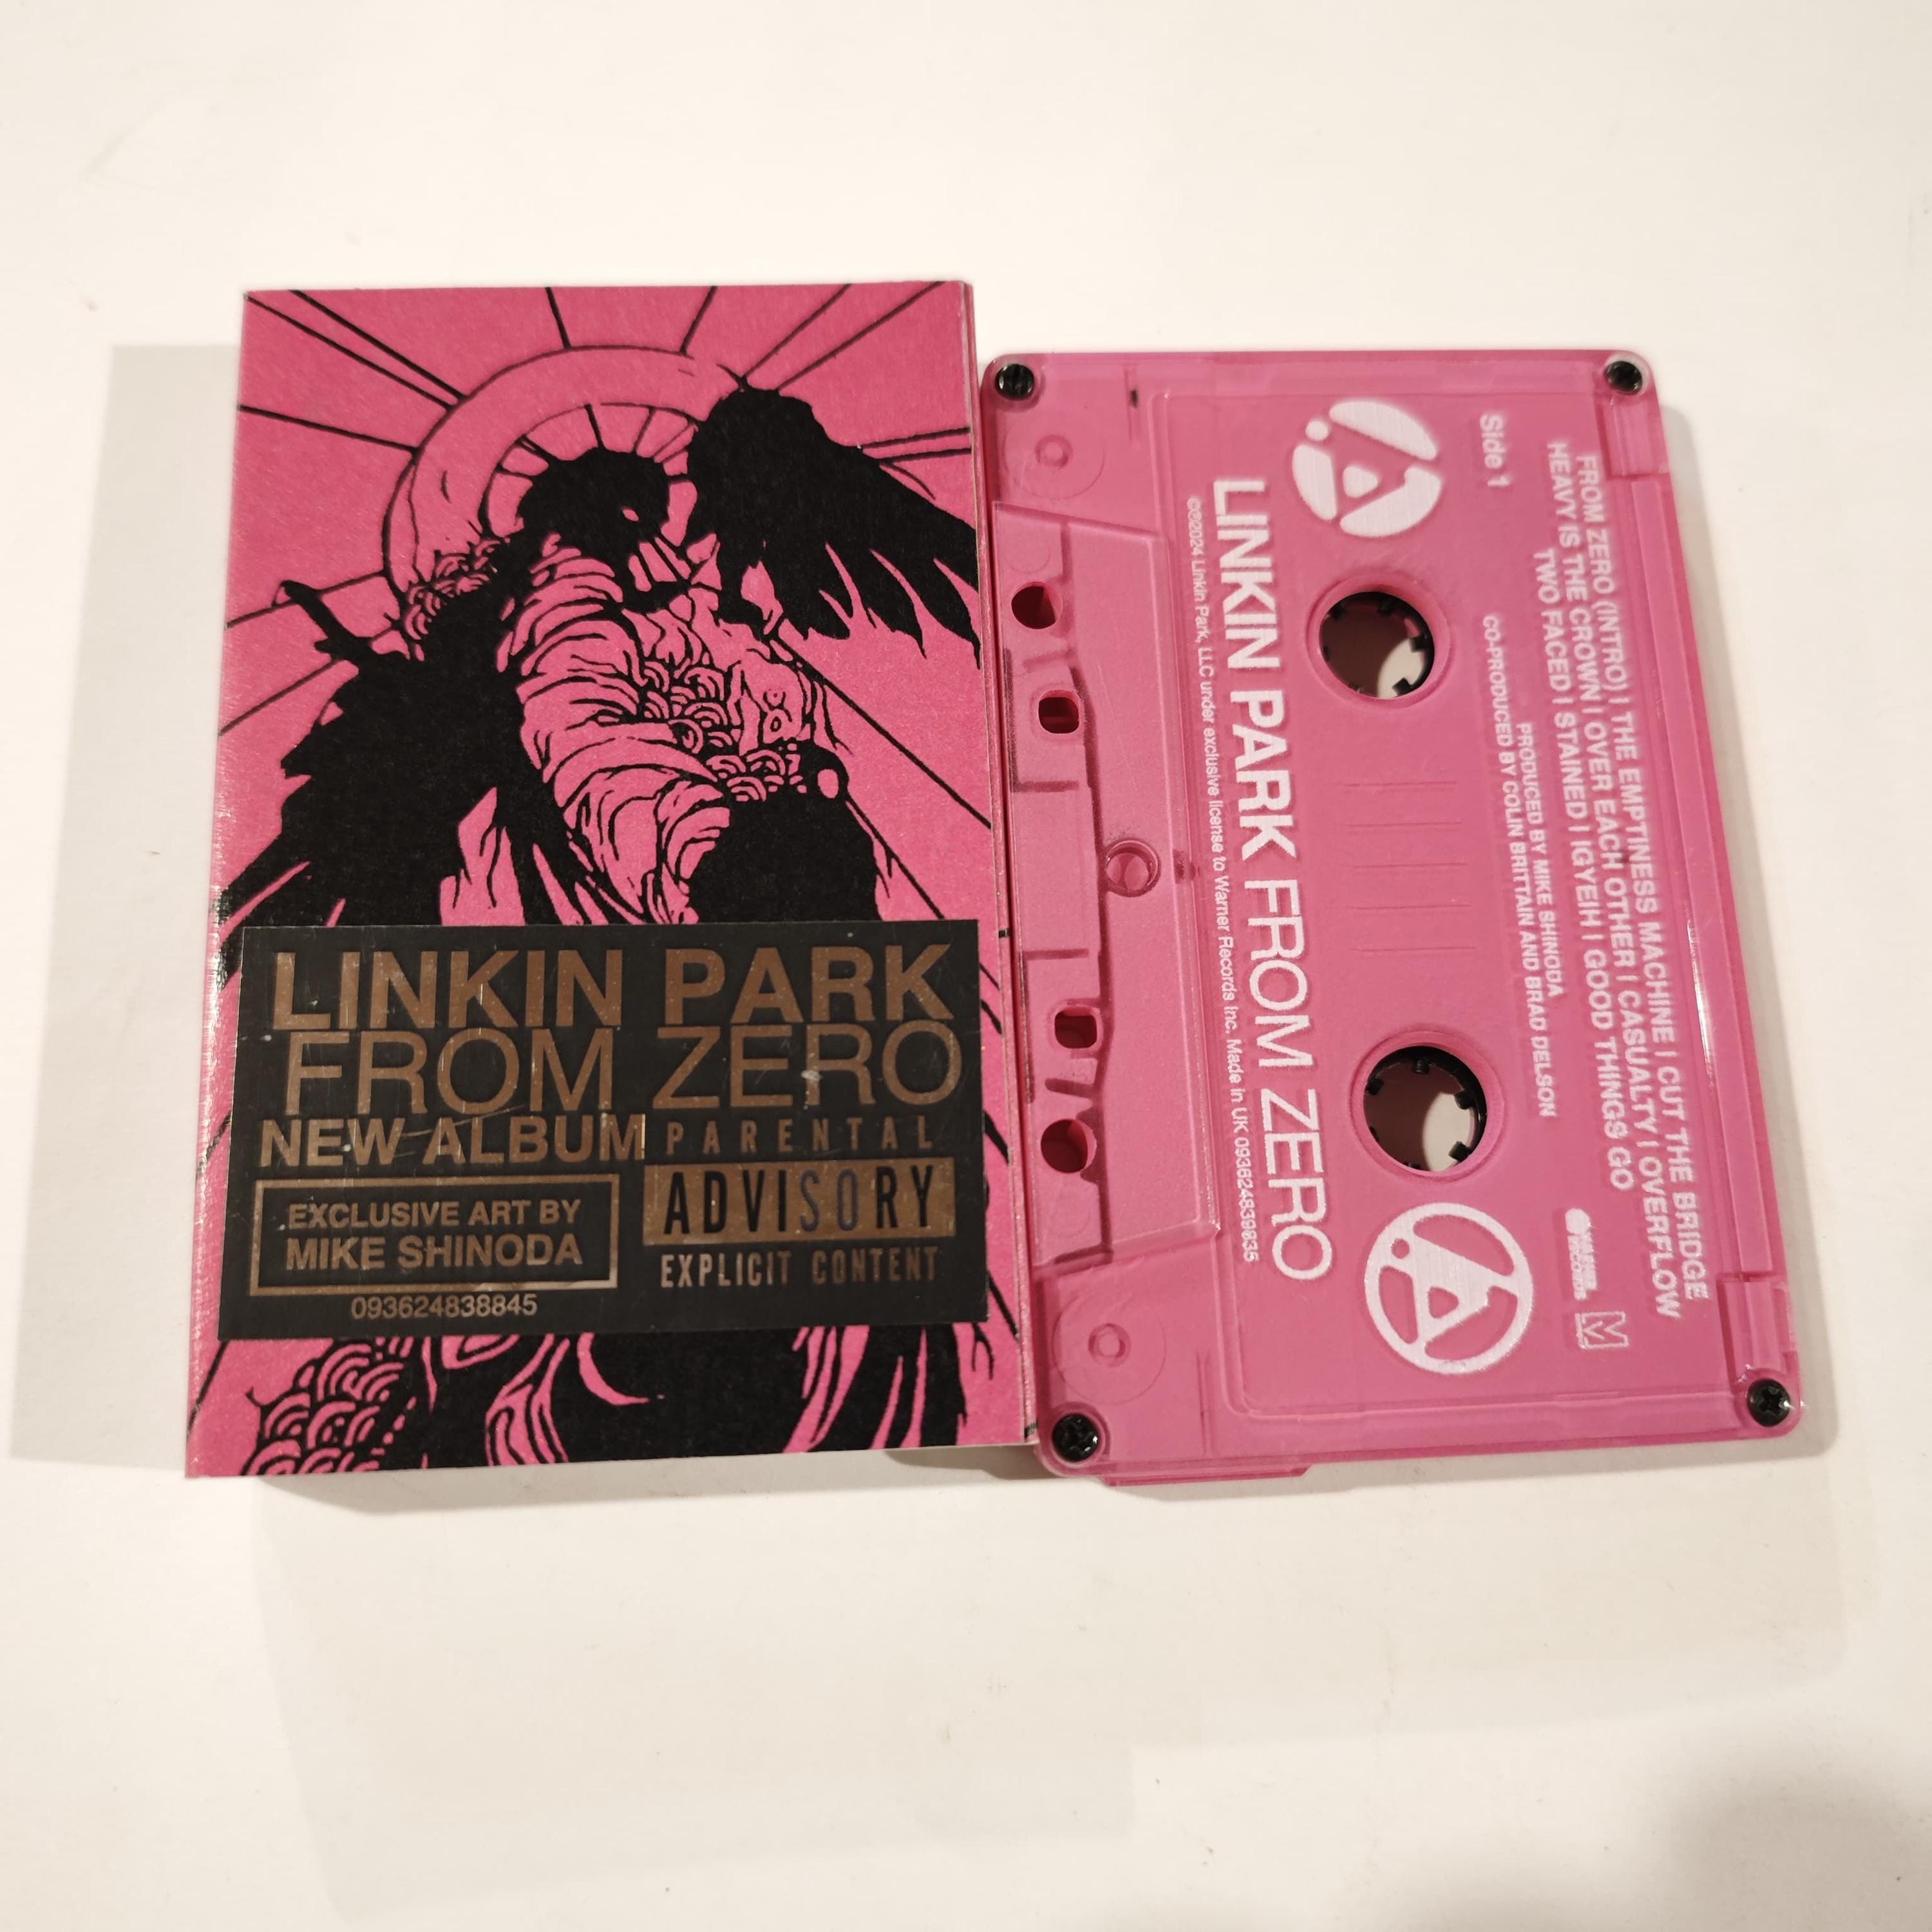 LINKIN PARK
FROM ZERO
NEW ALBUM
EXCLUSIVE ART BY
MIKE SHINODA
093624838845
PARENTAL
ADVISORY
EXPLICIT CONTENT
Side 1
FROM ZERO (INTRO) | THE EMPTINESS MACHINE | CUT THE BRIDGE
HEAVY IS THE CROWN | OVER EACH OTHER | CASUALTY | OVERFLOW
TWO FACED | STAINED | IGYEIH | GOOD THINGS GO
PRODUCED BY MIKE SHINODA
CO-PRODUCED BY COLIN BRITTAIN AND BRAD DELSON
LINKIN PARK FROM ZERO
℗©2024 Linkin Park, LLC under exclusive license to Warner Records Inc. Made in UK